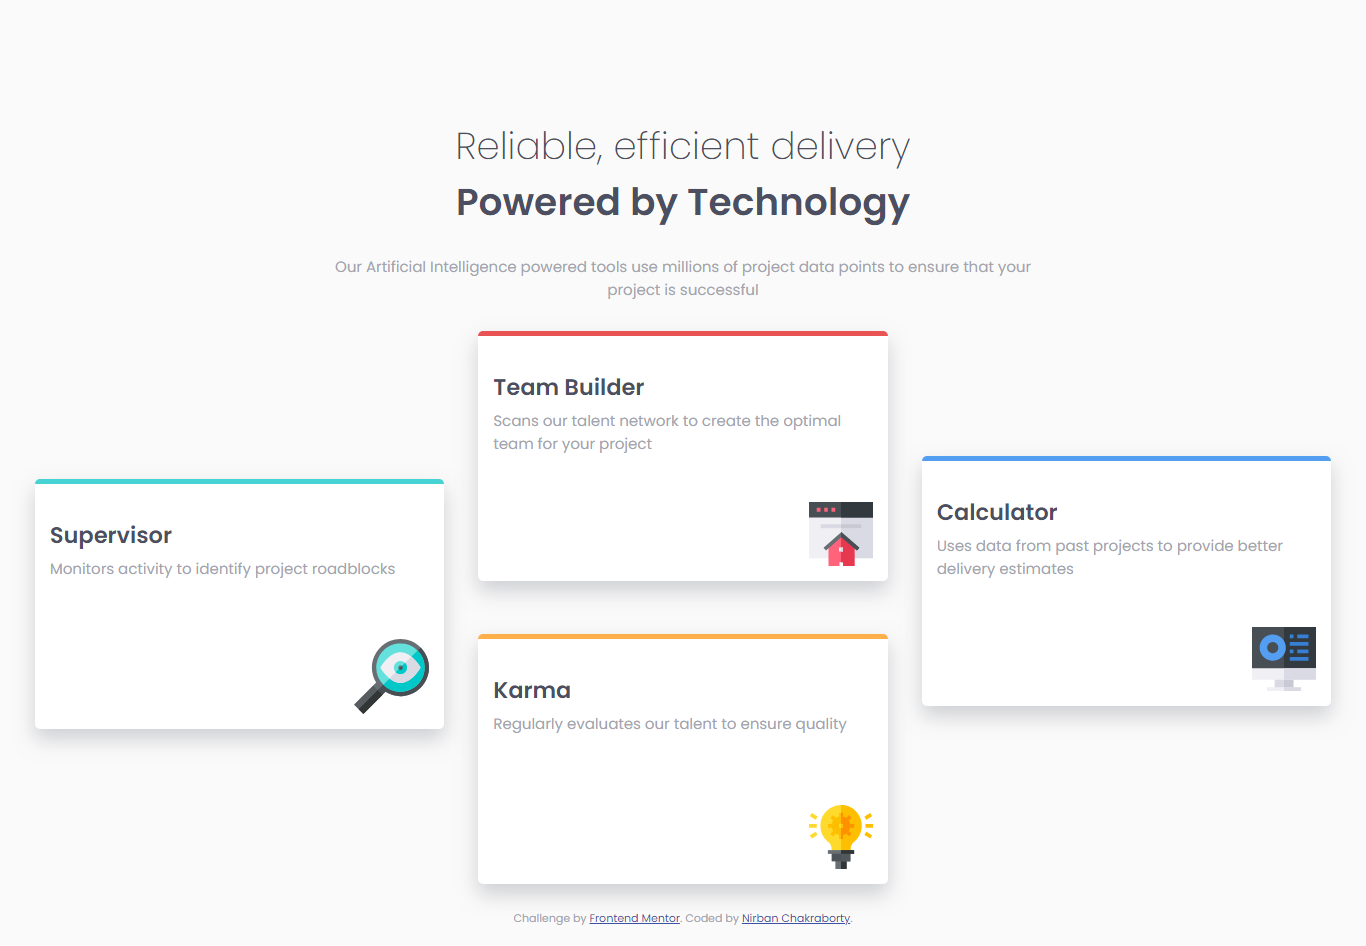 Reliable, efficient delivery
Powered by Technology
Our Artificial Intelligence powered tools use millions of project data points to ensure that your
project is successful
Team Builder
Scans our talent network to create the optimal
team for your project
Supervisor
Monitors activity to identify project roadblocks
Calculator
Uses data from past projects to provide better
delivery estimates
Karma
Regularly evaluates our talent to ensure quality
Challenge by Frontend Mentor. Coded by Nirban Chakraborty.